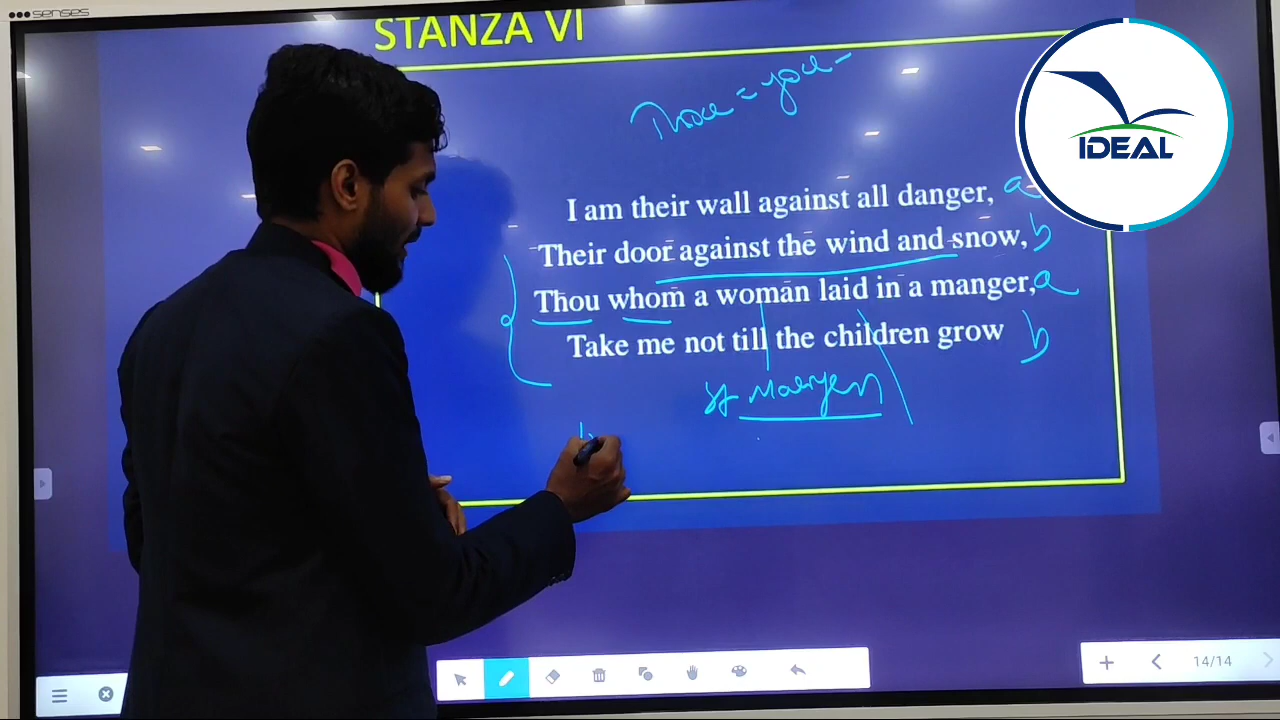 senses
STANZA VI
Thou = you -
IDEAL
I am their wall against all danger, a
Their door against the wind and snow, b
Thou whom a woman laid in a manger, a
Take me not till the children grow b
14/14